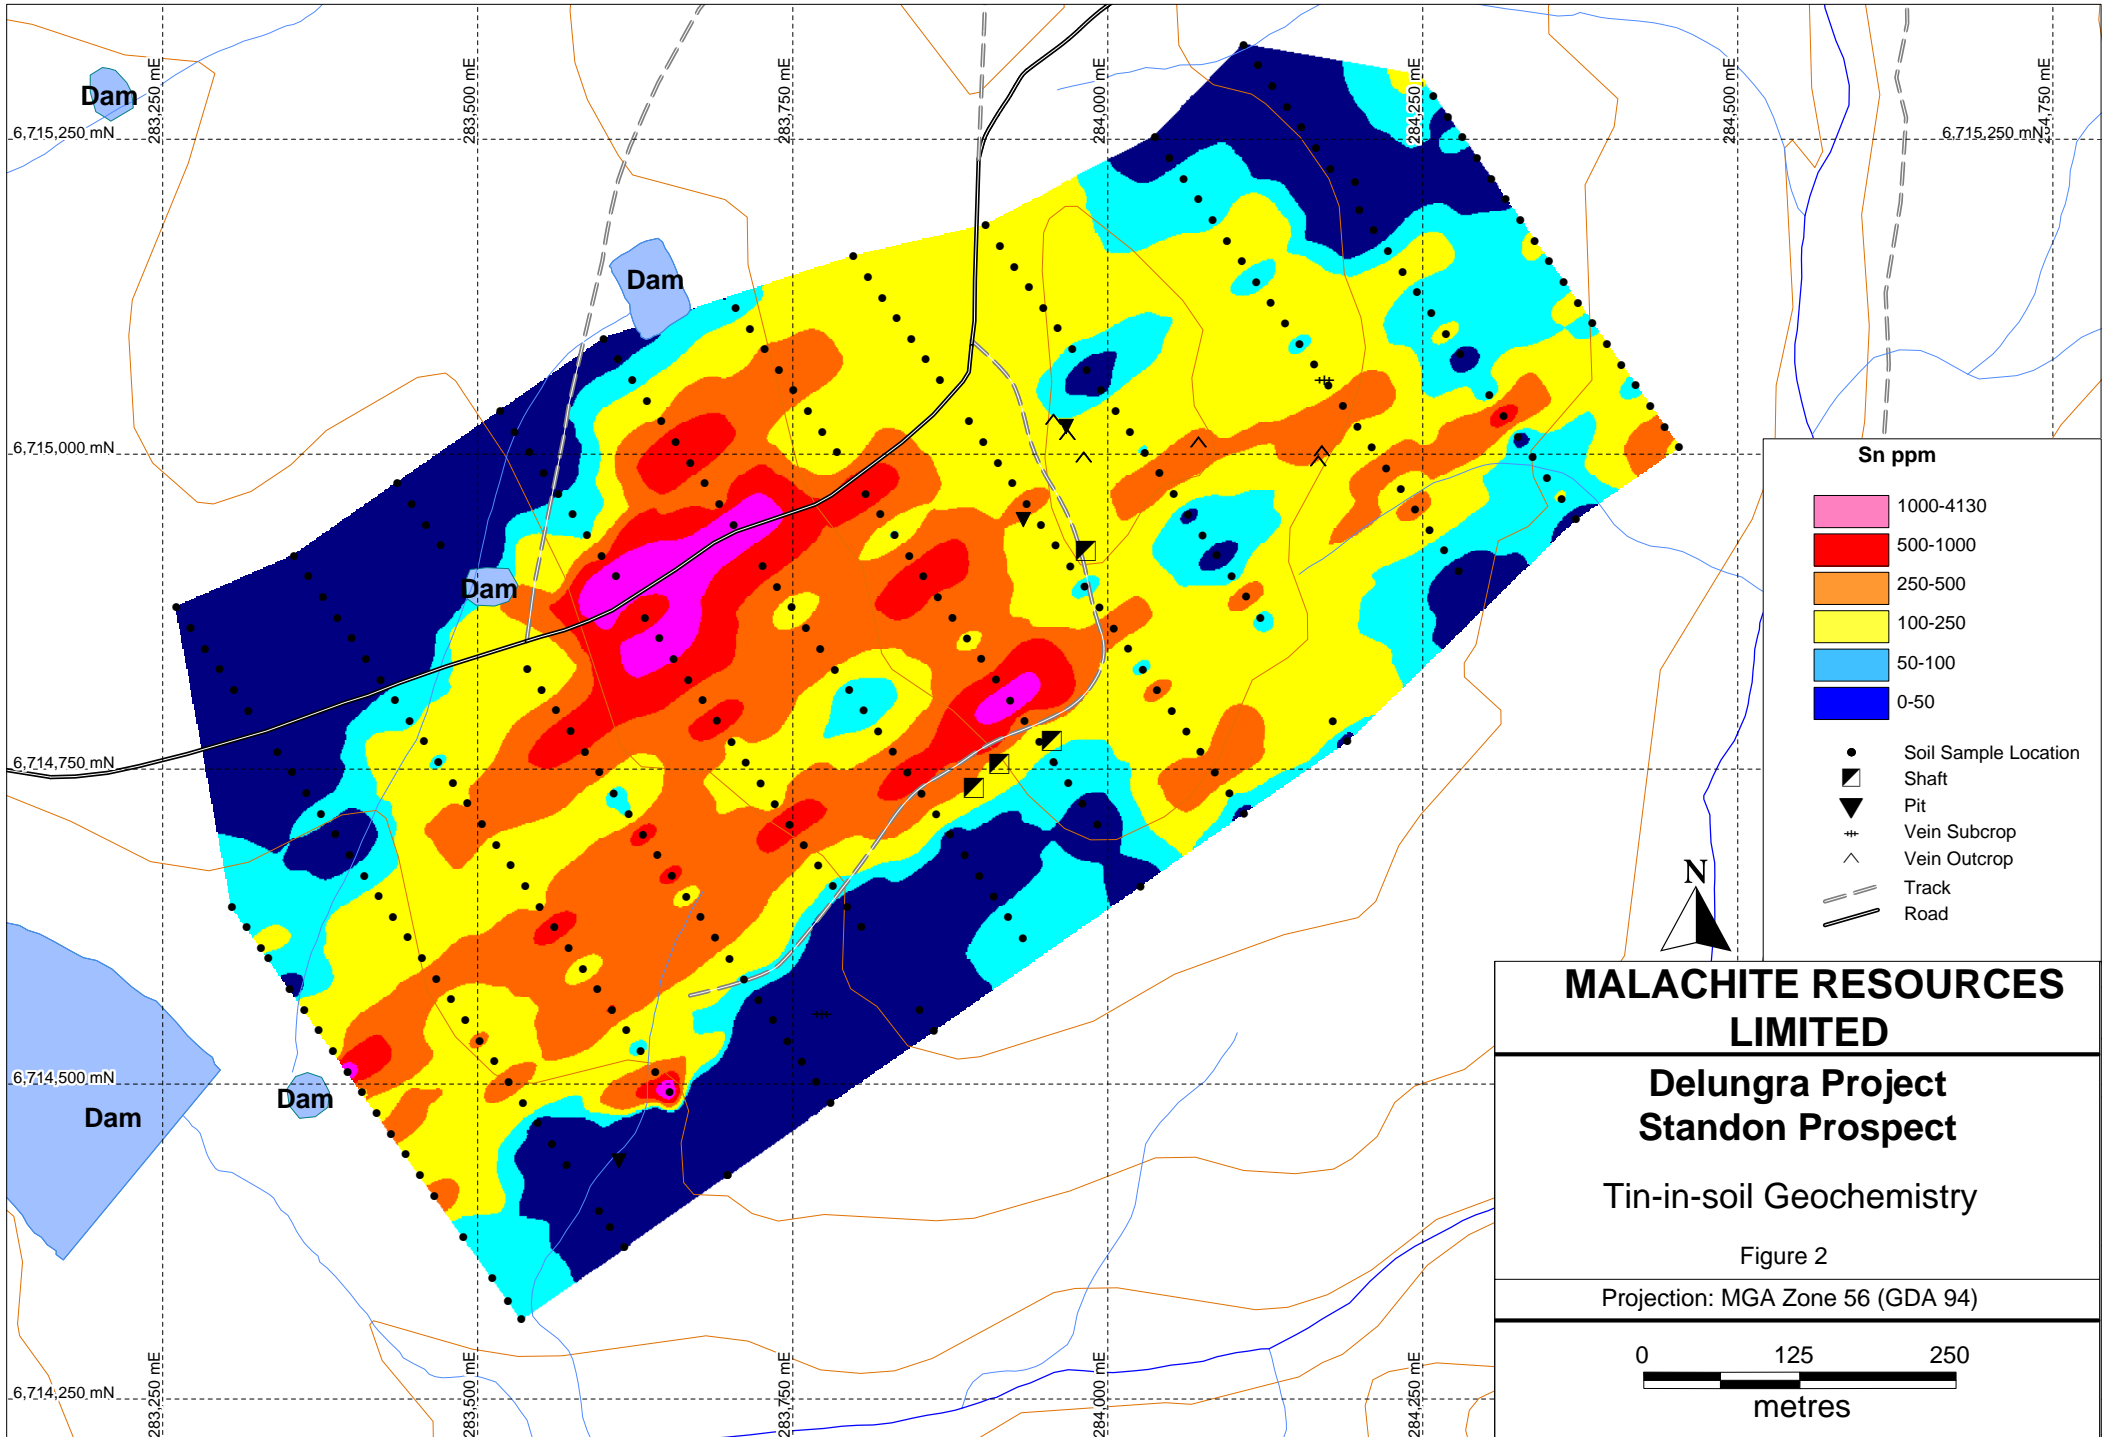 283,250 mE
283,500 mE
283,750 mE
284,000 mE
284,250 mE
284,500 mE
Dam
6,715,250 mN
6,715,250 mN
Dam
6,715,000 mN
Dam
6,714,750 mN
6,714,500 mN
Dam
Dam
6,714,250 mN
283,250 mE
283,500 mE
283,750 mE
284,000 mE
284,250 mE
Sn ppm
1000-4130
500-1000
250-500
100-250
50-100
0-50
Soil Sample Location
Shaft
Pit
Vein Subcrop
Vein Outcrop
Track
Road
N
MALACHITE RESOURCES
LIMITED
Delungra Project
Standon Prospect
Tin-in-soil Geochemistry
Figure 2
Projection: MGA Zone 56 (GDA 94)
0 125 250
metres